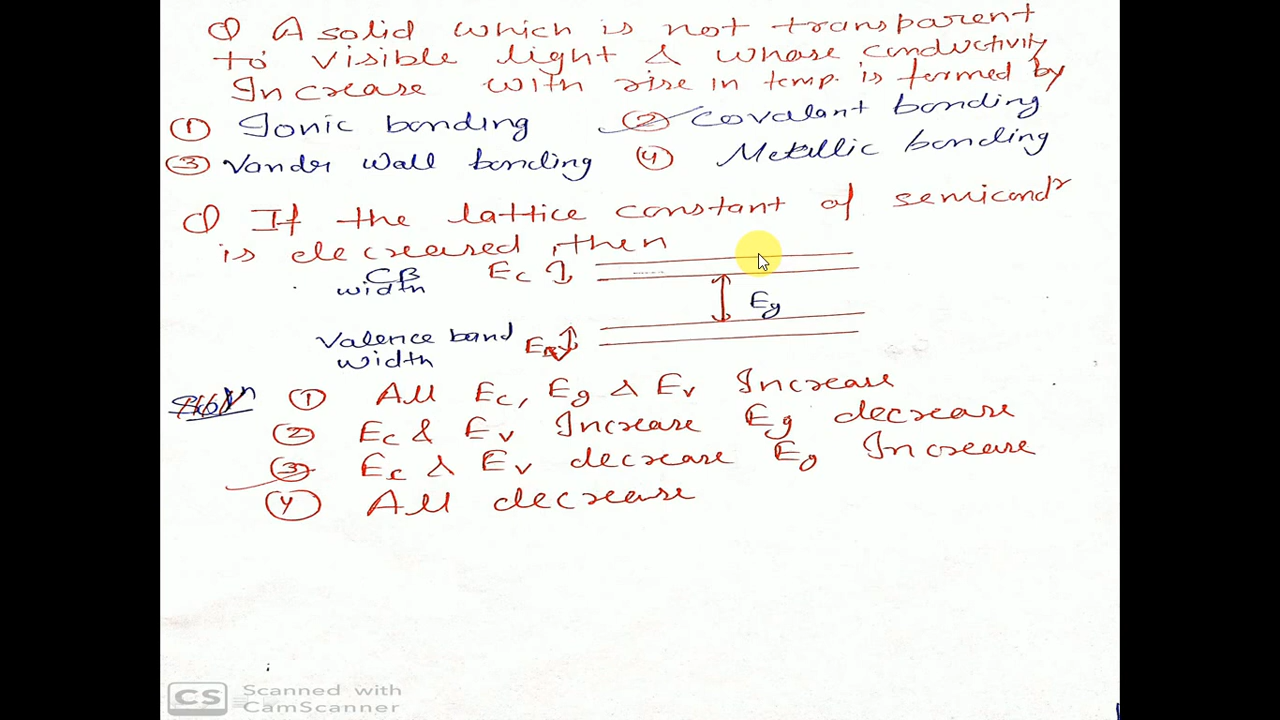 Q A solid which is not transparent
to visible light & whose conductivity
Increase with rise in temp. is formed by
① Ionic bonding ② Covalant bonding
③ Vander Wall bonding ④ Metallic bonding
Q If the lattice constant of semicondr
is decreased, then
CB width Ec
Eg
Valence band width Ev
① All Ec, Eg & Ev Increase
② Ec & Ev Increase Eg decrease
③ Ec & Ev decrease Eg Increase
④ All decrease
CS Scanned with
CamScanner